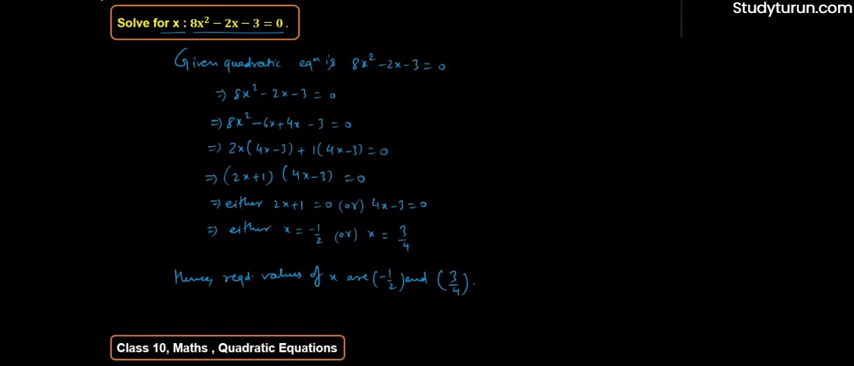 Studyturun.com
Solve for x : 8x² − 2x − 3 = 0 .
Given quadratic eqⁿ is 8x² − 2x − 3 = 0
⇒ 8x² − 2x − 3 = 0
⇒ 8x² − 6x + 4x − 3 = 0
⇒ 2x(4x − 3) + 1(4x − 3) = 0
⇒ (2x + 1) (4x − 3) = 0
⇒ either 2x + 1 = 0 (or) 4x − 3 = 0
⇒ either x = −1/2 (or) x = 3/4
Hence, reqd. values of x are (−1/2) and (3/4).
Class 10, Maths , Quadratic Equations